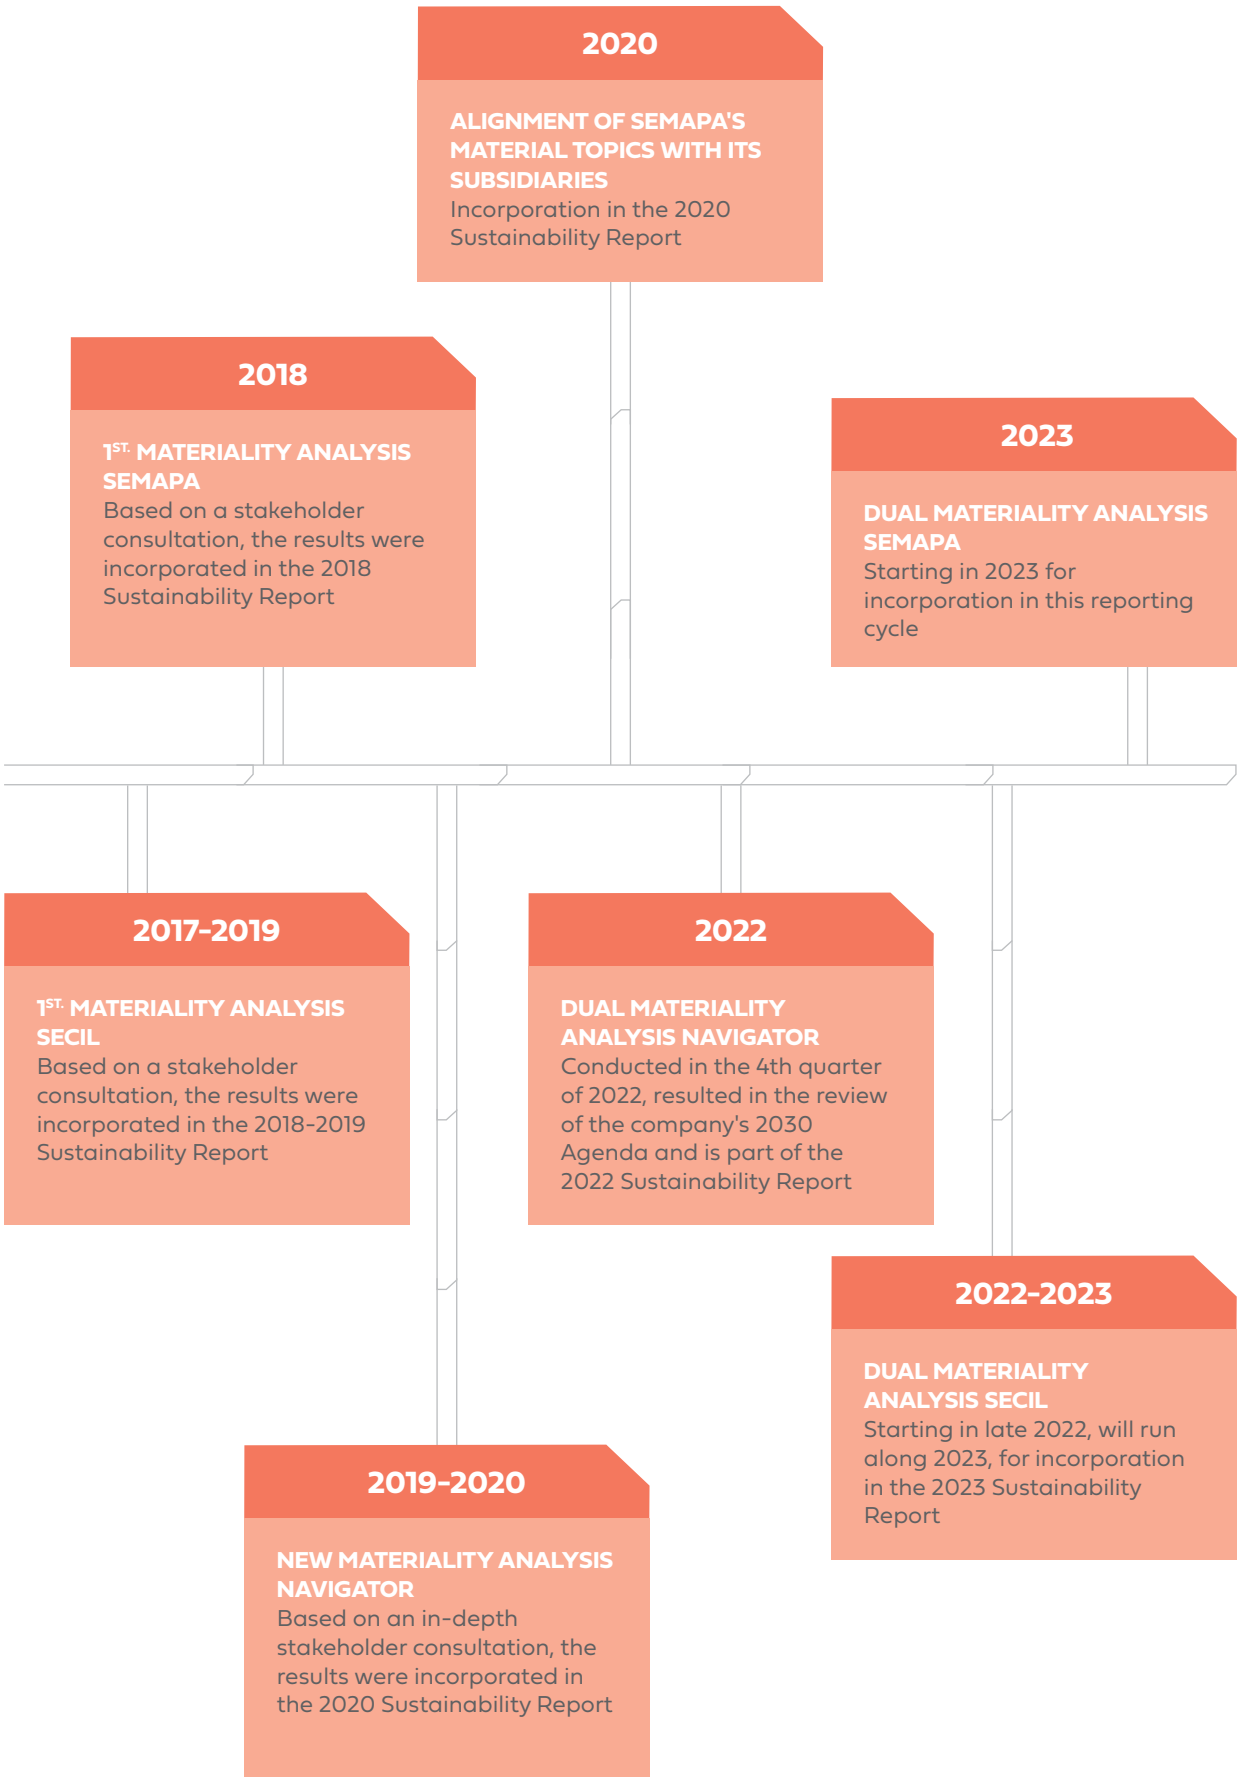 2020
ALIGNMENT OF SEMAPA'S
MATERIAL TOPICS WITH ITS
SUBSIDIARIES
Incorporation in the 2020
Sustainability Report
2018
1ST. MATERIALITY ANALYSIS
SEMAPA
Based on a stakeholder
consultation, the results were
incorporated in the 2018
Sustainability Report
2023
DUAL MATERIALITY ANALYSIS
SEMAPA
Starting in 2023 for
incorporation in this reporting
cycle
2017-2019
1ST. MATERIALITY ANALYSIS
SECIL
Based on a stakeholder
consultation, the results were
incorporated in the 2018-2019
Sustainability Report
2022
DUAL MATERIALITY
ANALYSIS NAVIGATOR
Conducted in the 4th quarter
of 2022, resulted in the review
of the company's 2030
Agenda and is part of the
2022 Sustainability Report
2022-2023
DUAL MATERIALITY
ANALYSIS SECIL
Starting in late 2022, will run
along 2023, for incorporation
in the 2023 Sustainability
Report
2019-2020
NEW MATERIALITY ANALYSIS
NAVIGATOR
Based on an in-depth
stakeholder consultation, the
results were incorporated in
the 2020 Sustainability Report